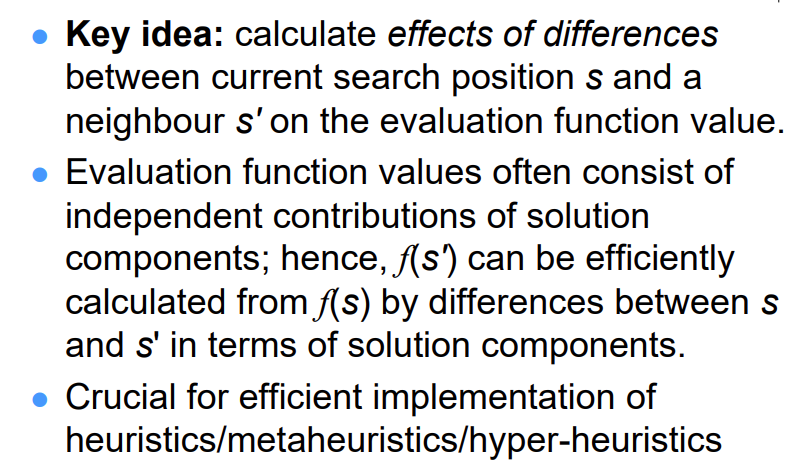 • Key idea: calculate effects of differences
between current search position s and a
neighbour s' on the evaluation function value.
• Evaluation function values often consist of
independent contributions of solution
components; hence, f(s') can be efficiently
calculated from f(s) by differences between s
and s' in terms of solution components.
• Crucial for efficient implementation of
heuristics/metaheuristics/hyper-heuristics